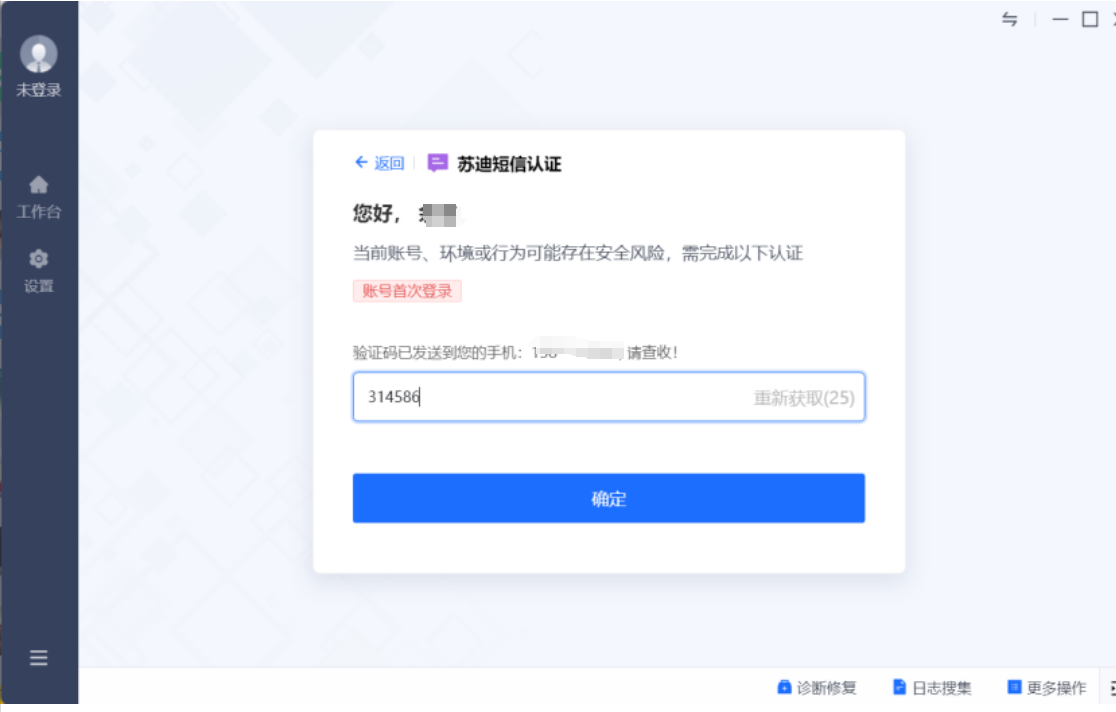 未登录
工作台
设置
返回
苏迪短信认证
您好，
当前账号、环境或行为可能存在安全风险，需完成以下认证
账号首次登录
验证码已发送到您的手机：请查收！
314586
重新获取(25)
确定
诊断修复
日志搜集
更多操作